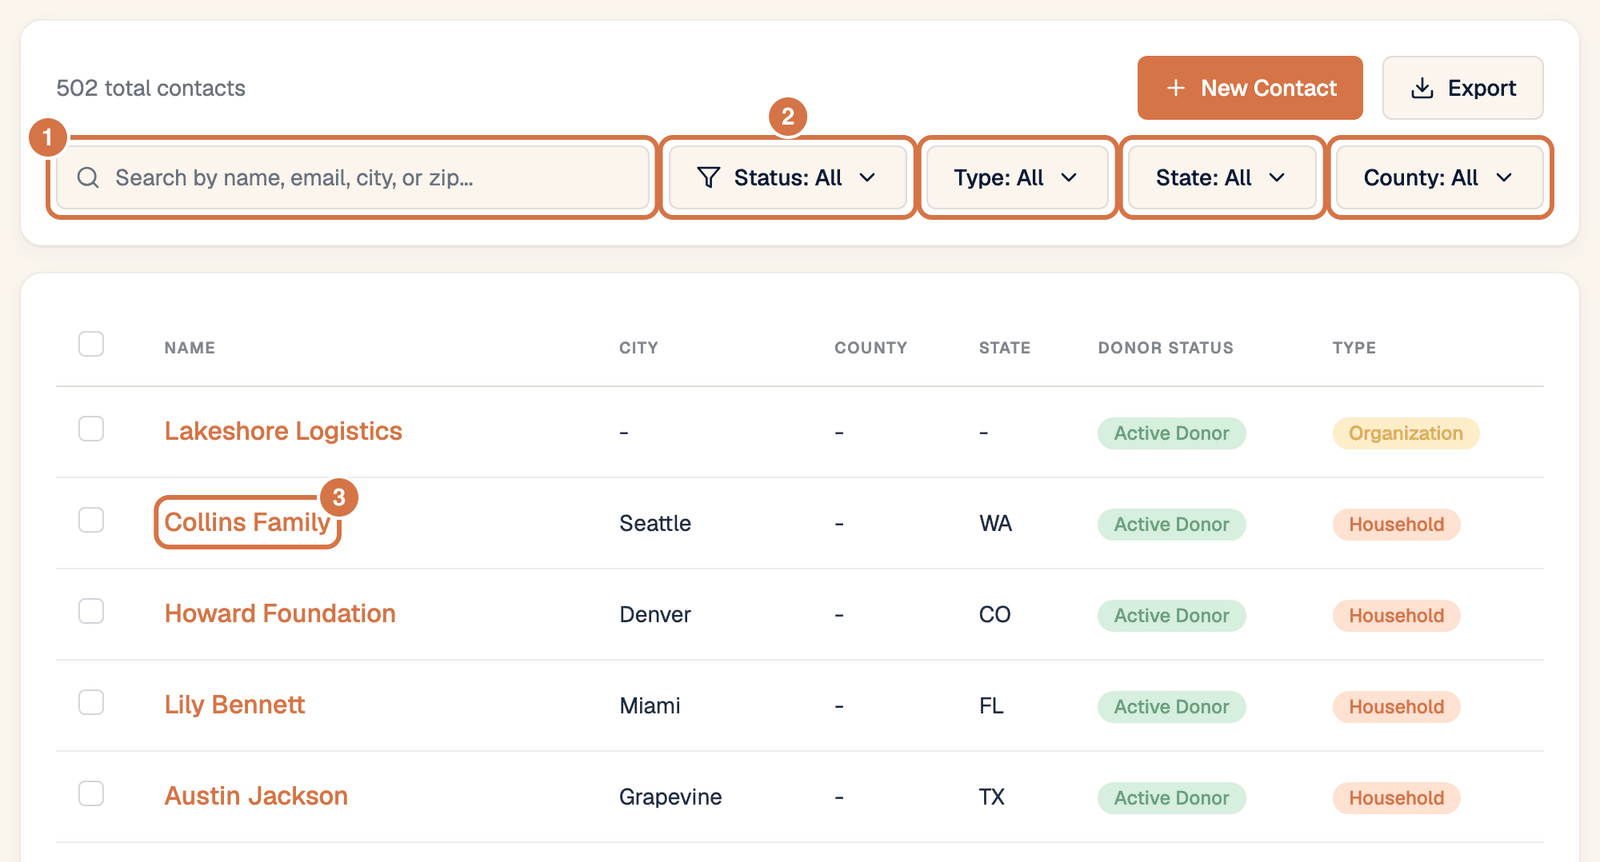 502 total contacts
+ New Contact
Export
1
2
Search by name, email, city, or zip...
Status: All
Type: All
State: All
County: All
NAME CITY COUNTY STATE DONOR STATUS TYPE
Lakeshore Logistics - - - Active Donor Organization
3
Collins Family Seattle - WA Active Donor Household
Howard Foundation Denver - CO Active Donor Household
Lily Bennett Miami - FL Active Donor Household
Austin Jackson Grapevine - TX Active Donor Household